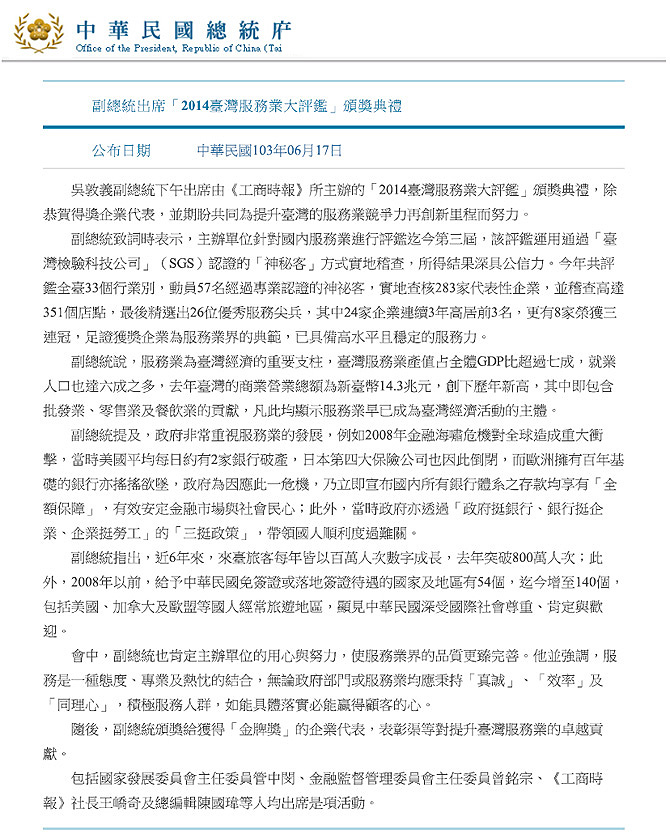 中華民國總統府
Office of the President, Republic of China (Tai
副總統出席「2014臺灣服務業大評鑑」頒獎典禮
公布日期 中華民國103年06月17日
吳敦義副總統下午出席由《工商時報》所主辦的「2014臺灣服務業大評鑑」頒獎典禮，除
恭賀得獎企業代表，並期盼共同為提升臺灣的服務業競爭力再創新里程而努力。
副總統致詞時表示，主辦單位針對國內服務業進行評鑑迄今第三屆，該評鑑運用通過「臺
灣檢驗科技公司」（SGS）認證的「神秘客」方式實地稽查，所得結果深具公信力。今年共評
鑑全臺33個行業別，動員57名經過專業認證的神祕客，實地查核283家代表性企業，並稽查高達
351個店點，最後精選出26位優秀服務尖兵，其中24家企業連續3年高居前3名，更有8家榮獲三
連冠，足證獲獎企業為服務業界的典範，已具備高水平且穩定的服務力。
副總統說，服務業為臺灣經濟的重要支柱，臺灣服務業產值占全體GDP比超過七成，就業
人口也達六成之多，去年臺灣的商業營業總額為新臺幣14.3兆元，創下歷年新高，其中即包含
批發業、零售業及餐飲業的貢獻，凡此均顯示服務業早已成為臺灣經濟活動的主體。
副總統提及，政府非常重視服務業的發展，例如2008年金融海嘯危機對全球造成重大衝
擊，當時美國平均每日約有2家銀行破產，日本第四大保險公司也因此倒閉，而歐洲擁有百年基
礎的銀行亦搖搖欲墜，政府為因應此一危機，乃立即宣布國內所有銀行體系之存款均享有「全
額保障」，有效安定金融市場與社會民心；此外，當時政府亦透過「政府挺銀行、銀行挺企
業、企業挺勞工」的「三挺政策」，帶領國人順利度過難關。
副總統指出，近6年來，來臺旅客每年皆以百萬人次數字成長，去年突破800萬人次；此
外，2008年以前，給予中華民國免簽證或落地簽證待遇的國家及地區有54個，迄今增至140個，
包括美國、加拿大及歐盟等國人經常旅遊地區，顯見中華民國深受國際社會尊重、肯定與歡
迎。
會中，副總統也肯定主辦單位的用心與努力，使服務業界的品質更臻完善。他並強調，服
務是一種態度、專業及熱忱的結合，無論政府部門或服務業均應秉持「真誠」、「效率」及
「同理心」，積極服務人群，如能具體落實必能贏得顧客的心。
隨後，副總統頒獎給獲得「金牌獎」的企業代表，表彰渠等對提升臺灣服務業的卓越貢
獻。
包括國家發展委員會主任委員管中閔、金融監督管理委員會主任委員曾銘宗、《工商時
報》社長王嶠奇及總編輯陳國瑋等人均出席是項活動。